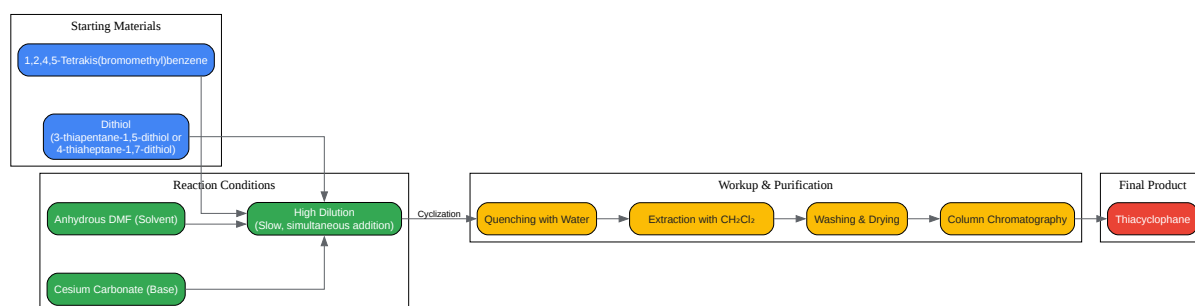 Starting Materials
1,2,4,5-Tetrakis(bromomethyl)benzene
Dithiol
(3-thiapentane-1,5-dithiol or
4-thiaheptane-1,7-dithiol)
Reaction Conditions
Anhydrous DMF (Solvent)
High Dilution
(Slow, simultaneous addition)
Cesium Carbonate (Base)
Cyclization
Workup & Purification
Quenching with Water
Extraction with CH₂Cl₂
Washing & Drying
Column Chromatography
Final Product
Thiacyclophane